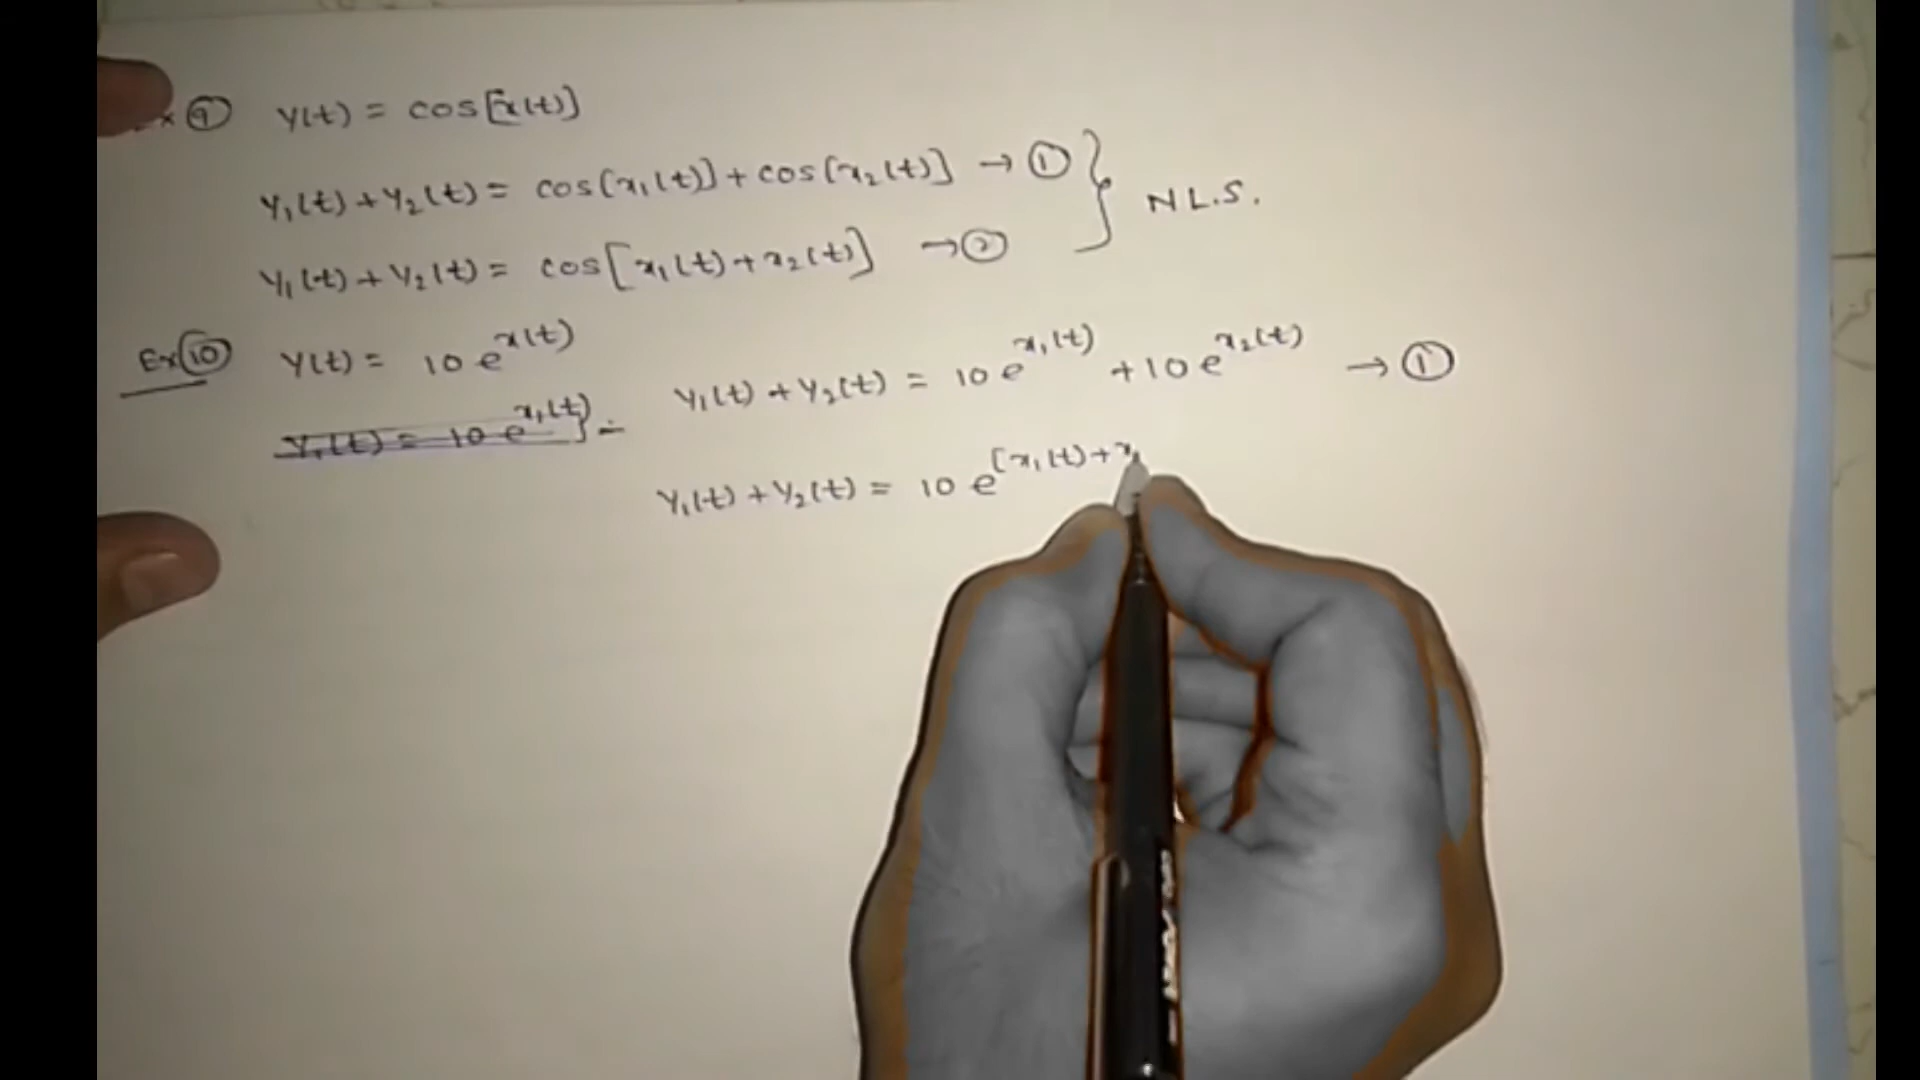 x ⑨ y(t) = cos[x(t)]
y₁(t) + y₂(t) = cos[x₁(t)] + cos[x₂(t)] → ①
N L.S.
y₁(t) + y₂(t) = cos[x₁(t) + x₂(t)] → ②
Ex ⑩ y(t) = 10 e^x(t)
y₁(t) + y₂(t) = 10 e^x₁(t) + 10 e^x₂(t) → ①
y₁(t) = 10 e^x₁(t)
y₁(t) + y₂(t) = 10 e^[x₁(t) + x